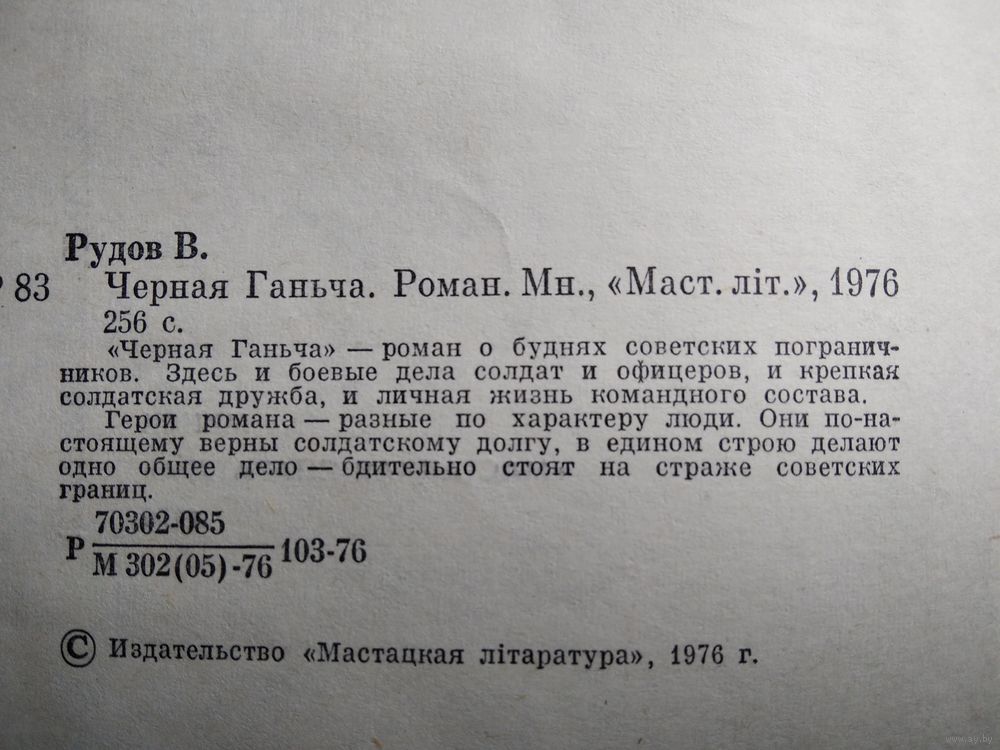 Рудов В.
Р 83 Черная Ганьча. Роман. Мн., «Маст. літ.», 1976
256 с.
«Черная Ганьча» — роман о буднях советских погранич-
ников. Здесь и боевые дела солдат и офицеров, и крепкая
солдатская дружба, и личная жизнь командного состава.
Герои романа — разные по характеру люди. Они по-на-
стоящему верны солдатскому долгу, в едином строю делают
одно общее дело — бдительно стоят на страже советских
границ.
70302-085
Р 103-76
М 302(05)-76
© Издательство «Мастацкая літаратура», 1976 г.
www.ay.by